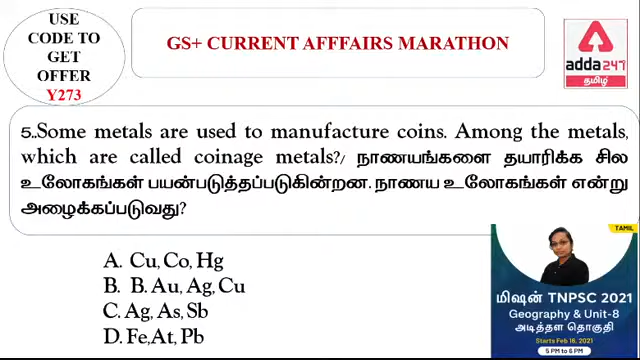 USE
CODE TO
GET
OFFER
Y273
GS+ CURRENT AFFFAIRS MARATHON
adda247
தமிழ்
5..Some metals are used to manufacture coins. Among the metals,
which are called coinage metals?/ நாணயங்களை தயாரிக்க சில
உலோகங்கள் பயன்படுத்தப்படுகின்றன. நாணய உலோகங்கள் என்று
அழைக்கப்படுவது?
A. Cu, Co, Hg
B. B. Au, Ag, Cu
C. Ag, As, Sb
D. Fe,At, Pb
TAMIL
மிஷன் TNPSC 2021
Geography & Unit-8
அடித்தள தொகுதி
Starts Feb 18, 2021
5 PM to 6 PM